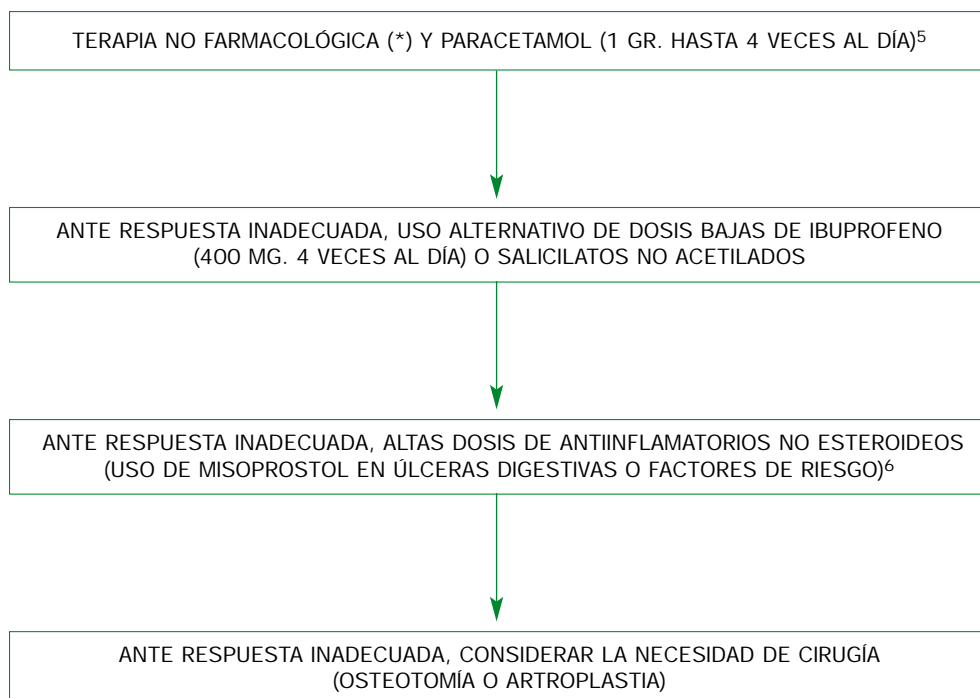 TERAPIA NO FARMACOLÓGICA (*) Y PARACETAMOL (1 GR. HASTA 4 VECES AL DÍA)5
ANTE RESPUESTA INADECUADA, USO ALTERNATIVO DE DOSIS BAJAS DE IBUPROFENO
(400 MG. 4 VECES AL DÍA) O SALICILATOS NO ACETILADOS
ANTE RESPUESTA INADECUADA, ALTAS DOSIS DE ANTIINFLAMATORIOS NO ESTEROIDEOS
(USO DE MISOPROSTOL EN ÚLCERAS DIGESTIVAS O FACTORES DE RIESGO)6
ANTE RESPUESTA INADECUADA, CONSIDERAR LA NECESIDAD DE CIRUGÍA
(OSTEOTOMÍA O ARTROPLASTIA)